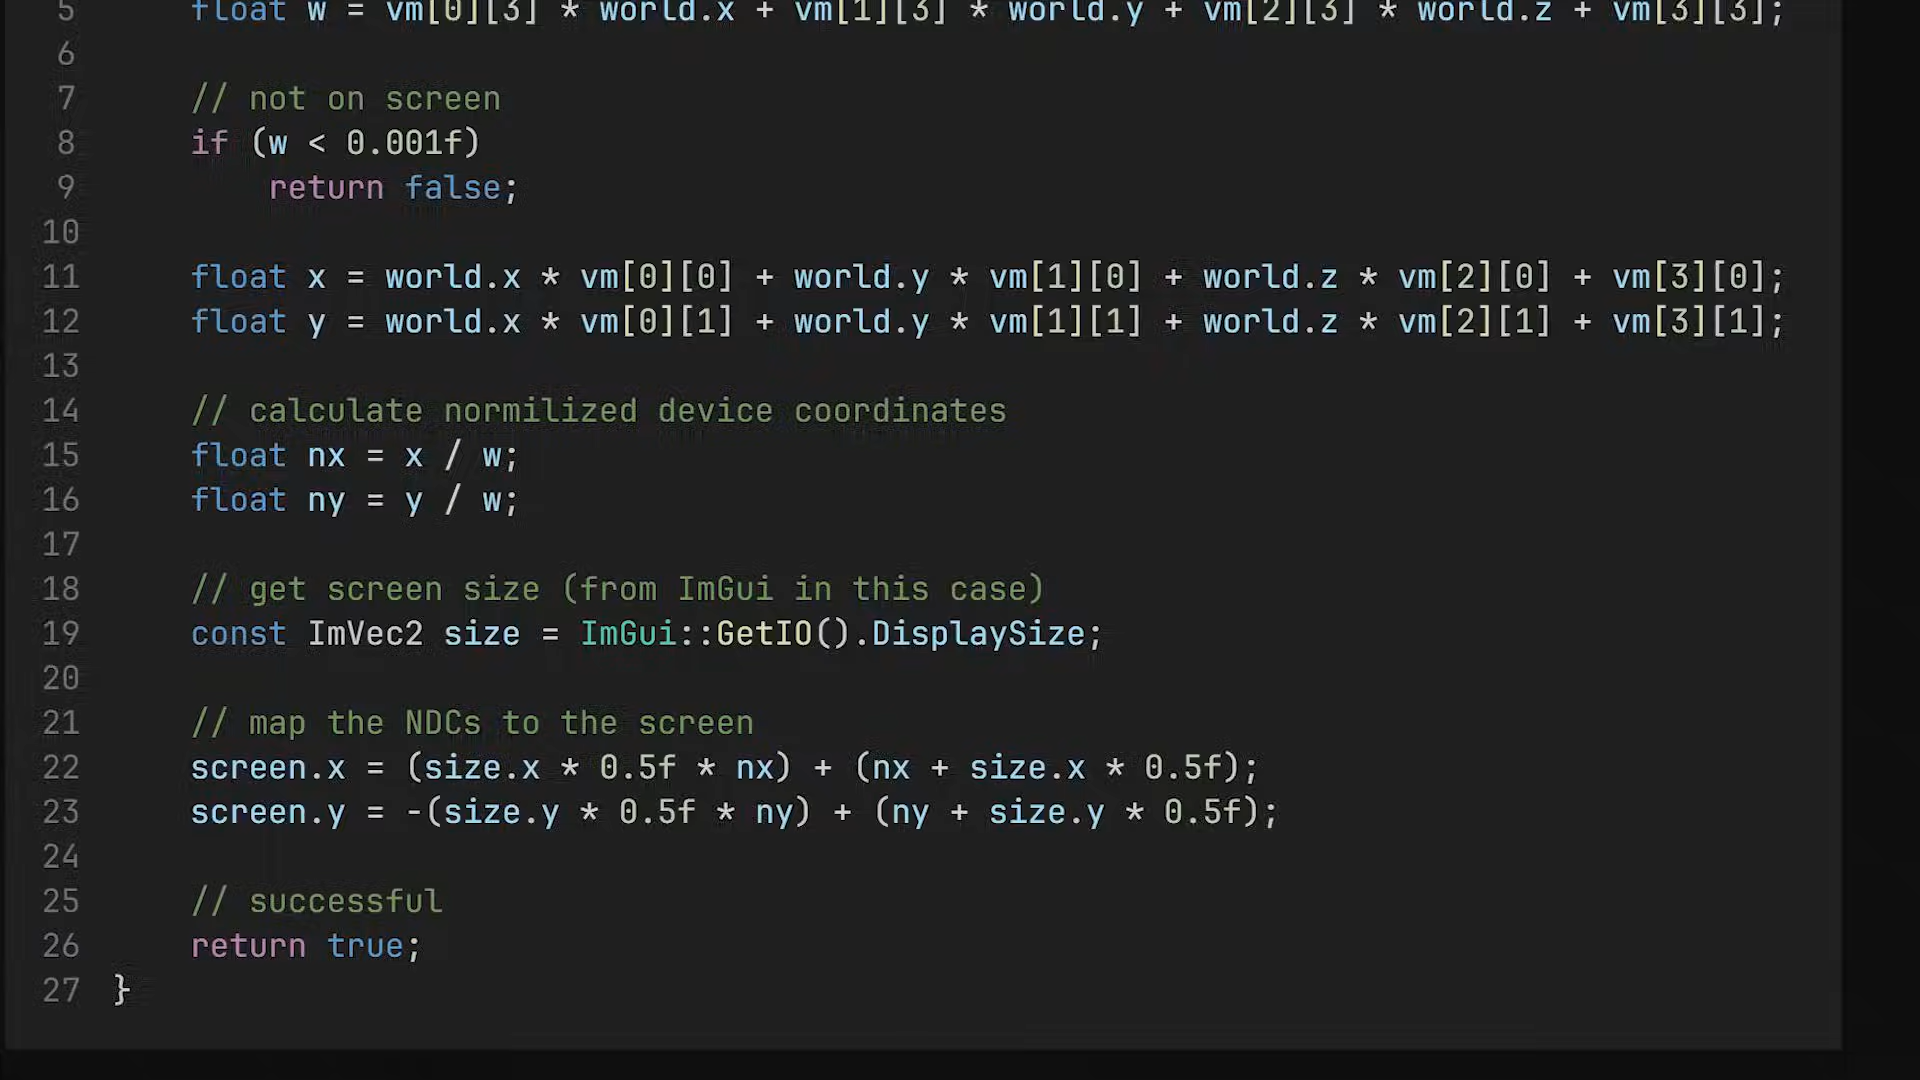 5 float w = vm[0][3] * world.x + vm[1][3] * world.y + vm[2][3] * world.z + vm[3][3];
6
7 // not on screen
8 if (w < 0.001f)
9 return false;
10
11 float x = world.x * vm[0][0] + world.y * vm[1][0] + world.z * vm[2][0] + vm[3][0];
12 float y = world.x * vm[0][1] + world.y * vm[1][1] + world.z * vm[2][1] + vm[3][1];
13
14 // calculate normilized device coordinates
15 float nx = x / w;
16 float ny = y / w;
17
18 // get screen size (from ImGui in this case)
19 const ImVec2 size = ImGui::GetIO().DisplaySize;
20
21 // map the NDCs to the screen
22 screen.x = (size.x * 0.5f * nx) + (nx + size.x * 0.5f);
23 screen.y = -(size.y * 0.5f * ny) + (ny + size.y * 0.5f);
24
25 // successful
26 return true;
27 }